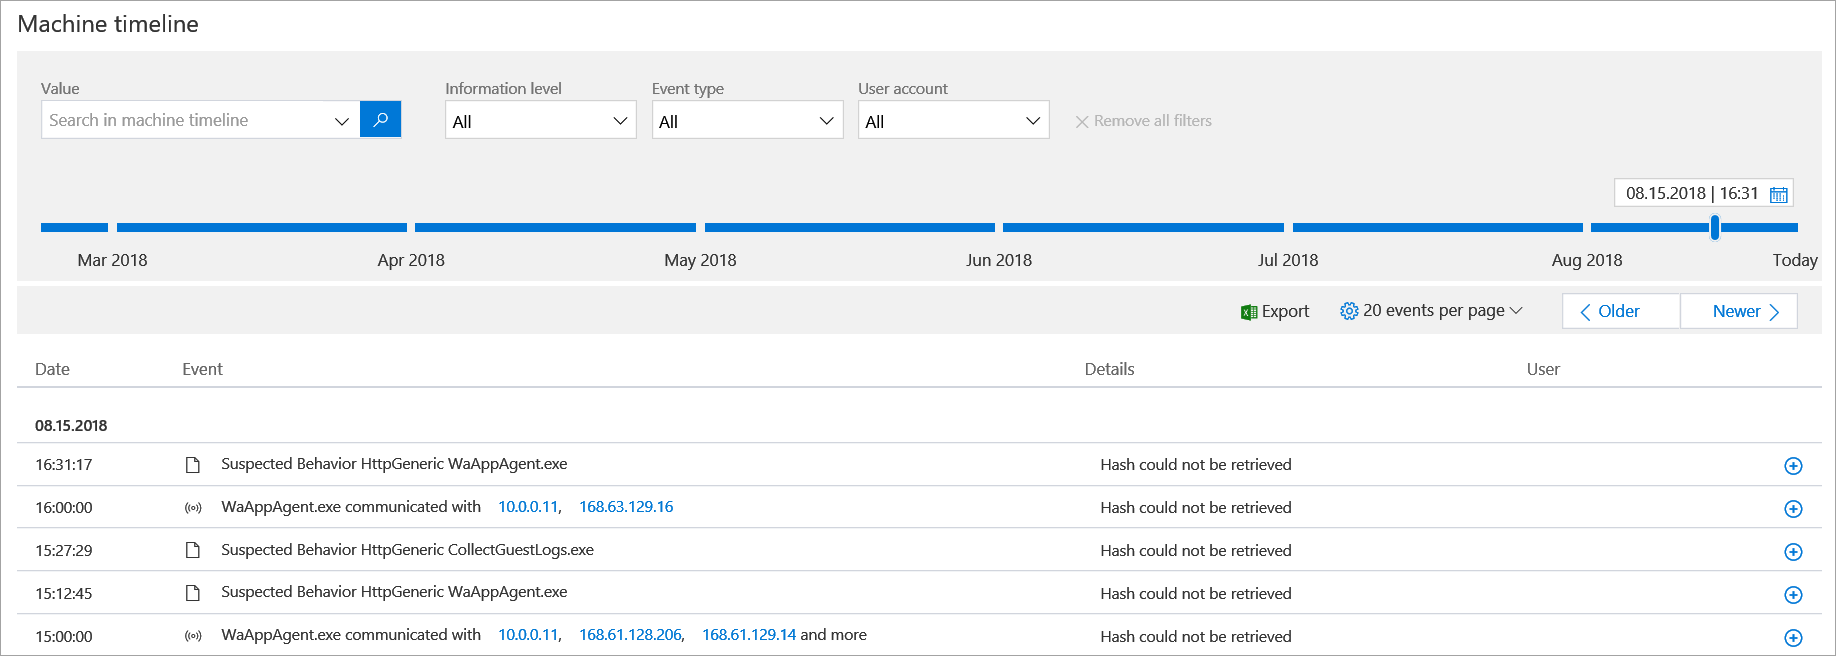 Machine timeline
Value Information level Event type User account
Search in machine timeline All All All Remove all filters
08.15.2018 | 16:31
Mar 2018 Apr 2018 May 2018 Jun 2018 Jul 2018 Aug 2018 Today
Export 20 events per page Older Newer
Date Event Details User
08.15.2018
16:31:17 Suspected Behavior HttpGeneric WaAppAgent.exe Hash could not be retrieved
16:00:00 WaAppAgent.exe communicated with 10.0.0.11, 168.63.129.16 Hash could not be retrieved
15:27:29 Suspected Behavior HttpGeneric CollectGuestLogs.exe Hash could not be retrieved
15:12:45 Suspected Behavior HttpGeneric WaAppAgent.exe Hash could not be retrieved
15:00:00 WaAppAgent.exe communicated with 10.0.0.11, 168.61.128.206, 168.61.129.14 and more Hash could not be retrieved